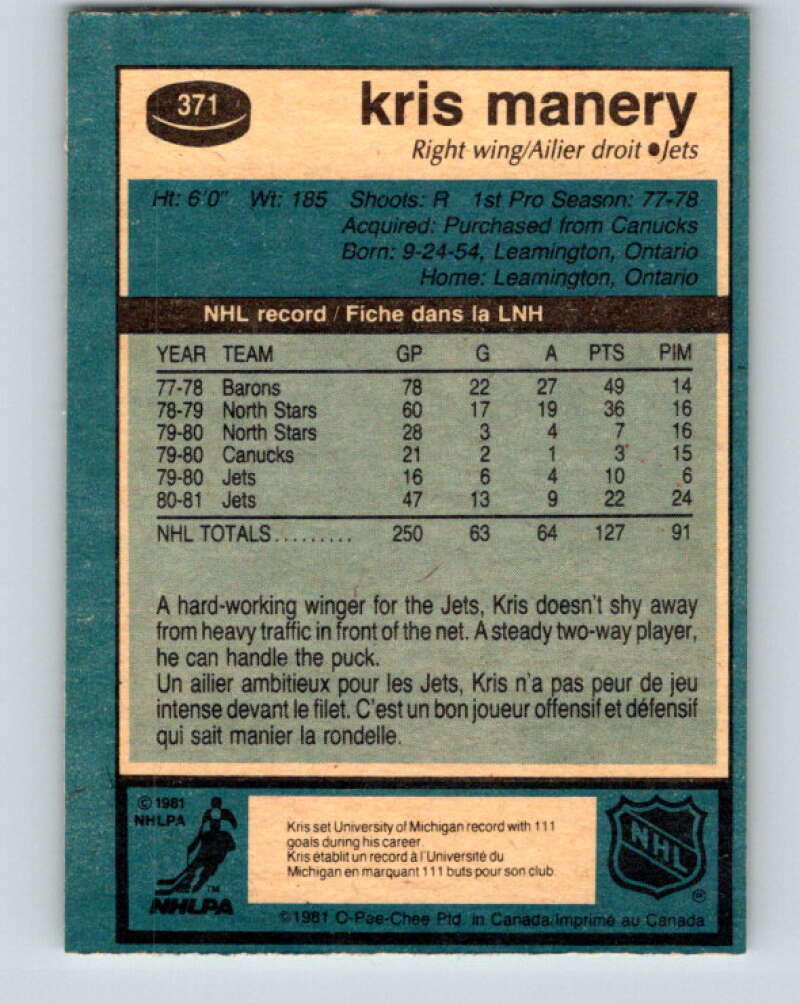 371
kris manery
Right wing/Ailier droit ●Jets
Ht: 6'0" Wt: 185 Shoots: R 1st Pro Season: 77-78
Acquired: Purchased from Canucks
Born: 9-24-54, Leamington, Ontario
Home: Leamington, Ontario
NHL record / Fiche dans la LNH
YEAR TEAM GP G A PTS PIM
77-78 Barons 78 22 27 49 14
78-79 North Stars 60 17 19 36 16
79-80 North Stars 28 3 4 7 16
79-80 Canucks 21 2 1 3 15
79-80 Jets 16 6 4 10 6
80-81 Jets 47 13 9 22 24
NHL TOTALS......... 250 63 64 127 91
A hard-working winger for the Jets, Kris doesn't shy away
from heavy traffic in front of the net. A steady two-way player,
he can handle the puck.
Un ailier ambitieux pour les Jets, Kris n'a pas peur de jeu
intense devant le filet. C'est un bon joueur offensif et défensif
qui sait manier la rondelle.
© 1981
NHLPA
TM
NHLPA
Kris set University of Michigan record with 111
goals during his career.
Kris établit un record à l'Université du
Michigan en marquant 111 buts pour son club.
NHL
®
©1981 O-Pee-Chee Ptd. in Canada/Imprimé au Canada